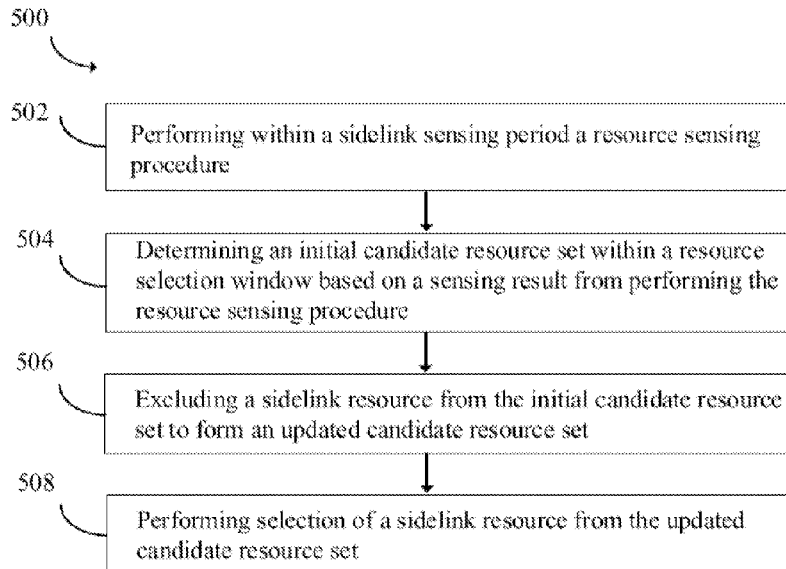 500
502
Performing within a sidelink sensing period a resource sensing
procedure
504
Determining an initial candidate resource set within a resource
selection window based on a sensing result from performing the
resource sensing procedure
506
Excluding a sidelink resource from the initial candidate resource
set to form an updated candidate resource set
508
Performing selection of a sidelink resource from the updated
candidate resource set